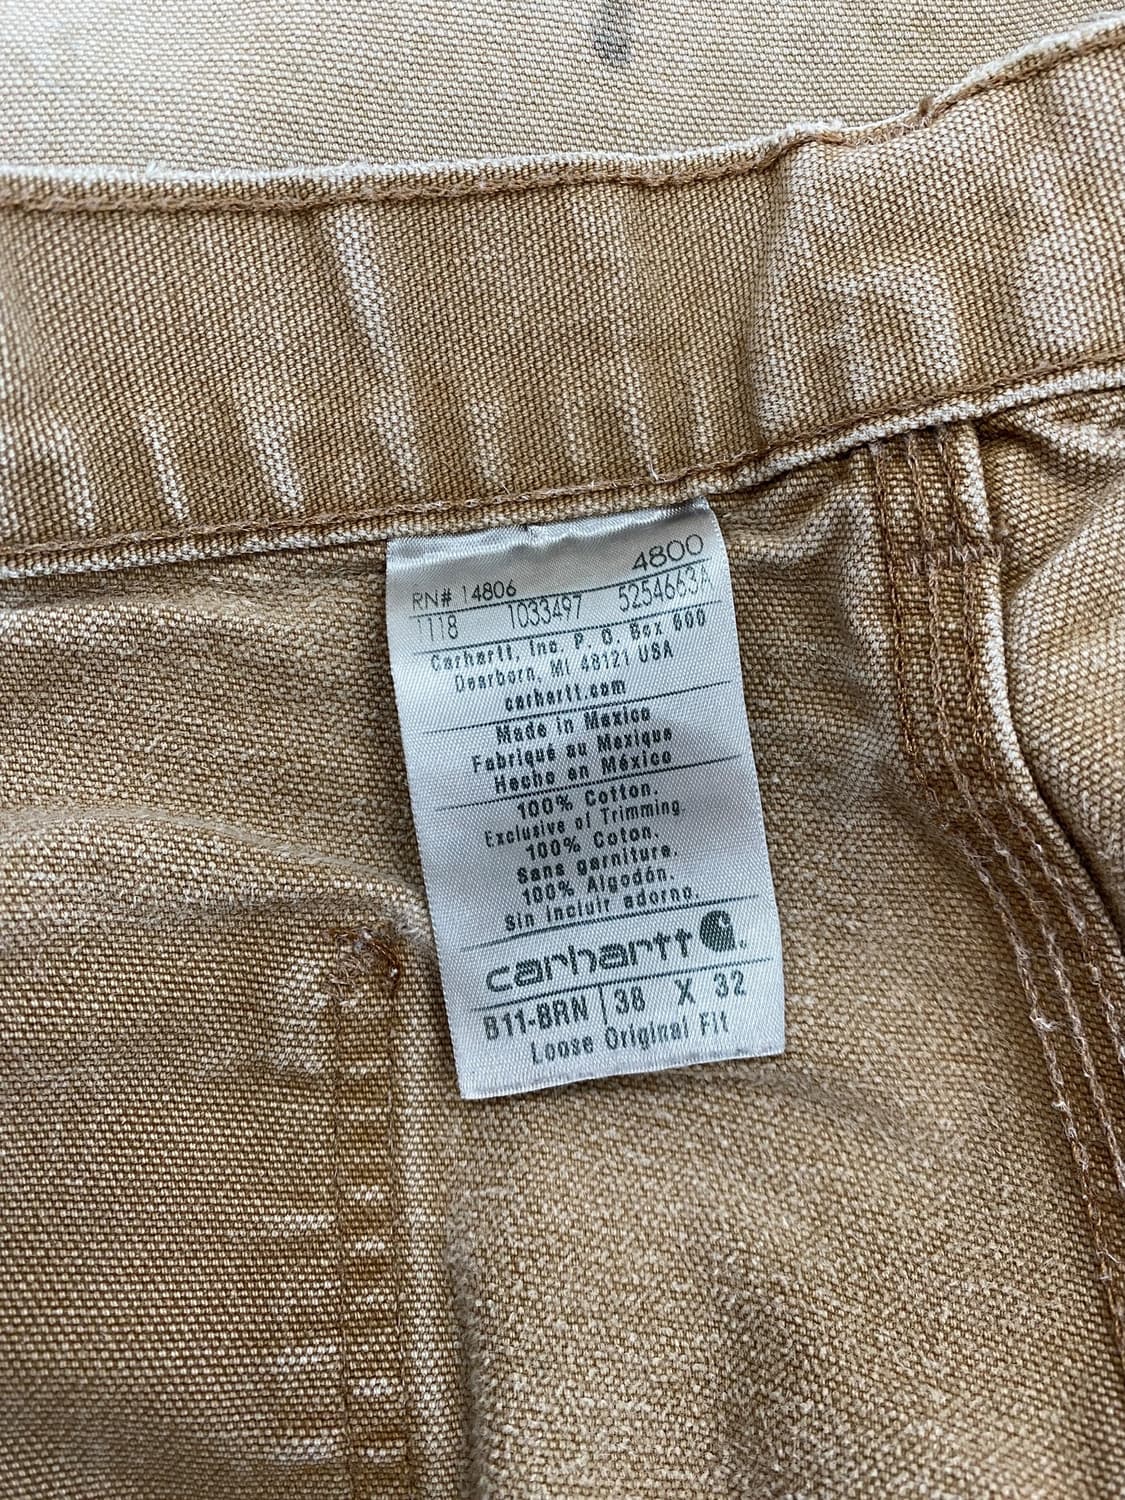 4800
RN# 14806
1118 1033497 5254663A
Carhartt, Inc. P. O. Box 600
Dearborn, MI 48121 USA
carhartt.com
Made in Mexico
Fabriqué au Mexique
Hecho en México
100% Cotton.
Exclusive of Trimming.
100% Coton.
Sans garniture.
100% Algodón.
Sin incluir adorno.
carhartt
B11-BRN | 38 X 32
Loose Original Fit